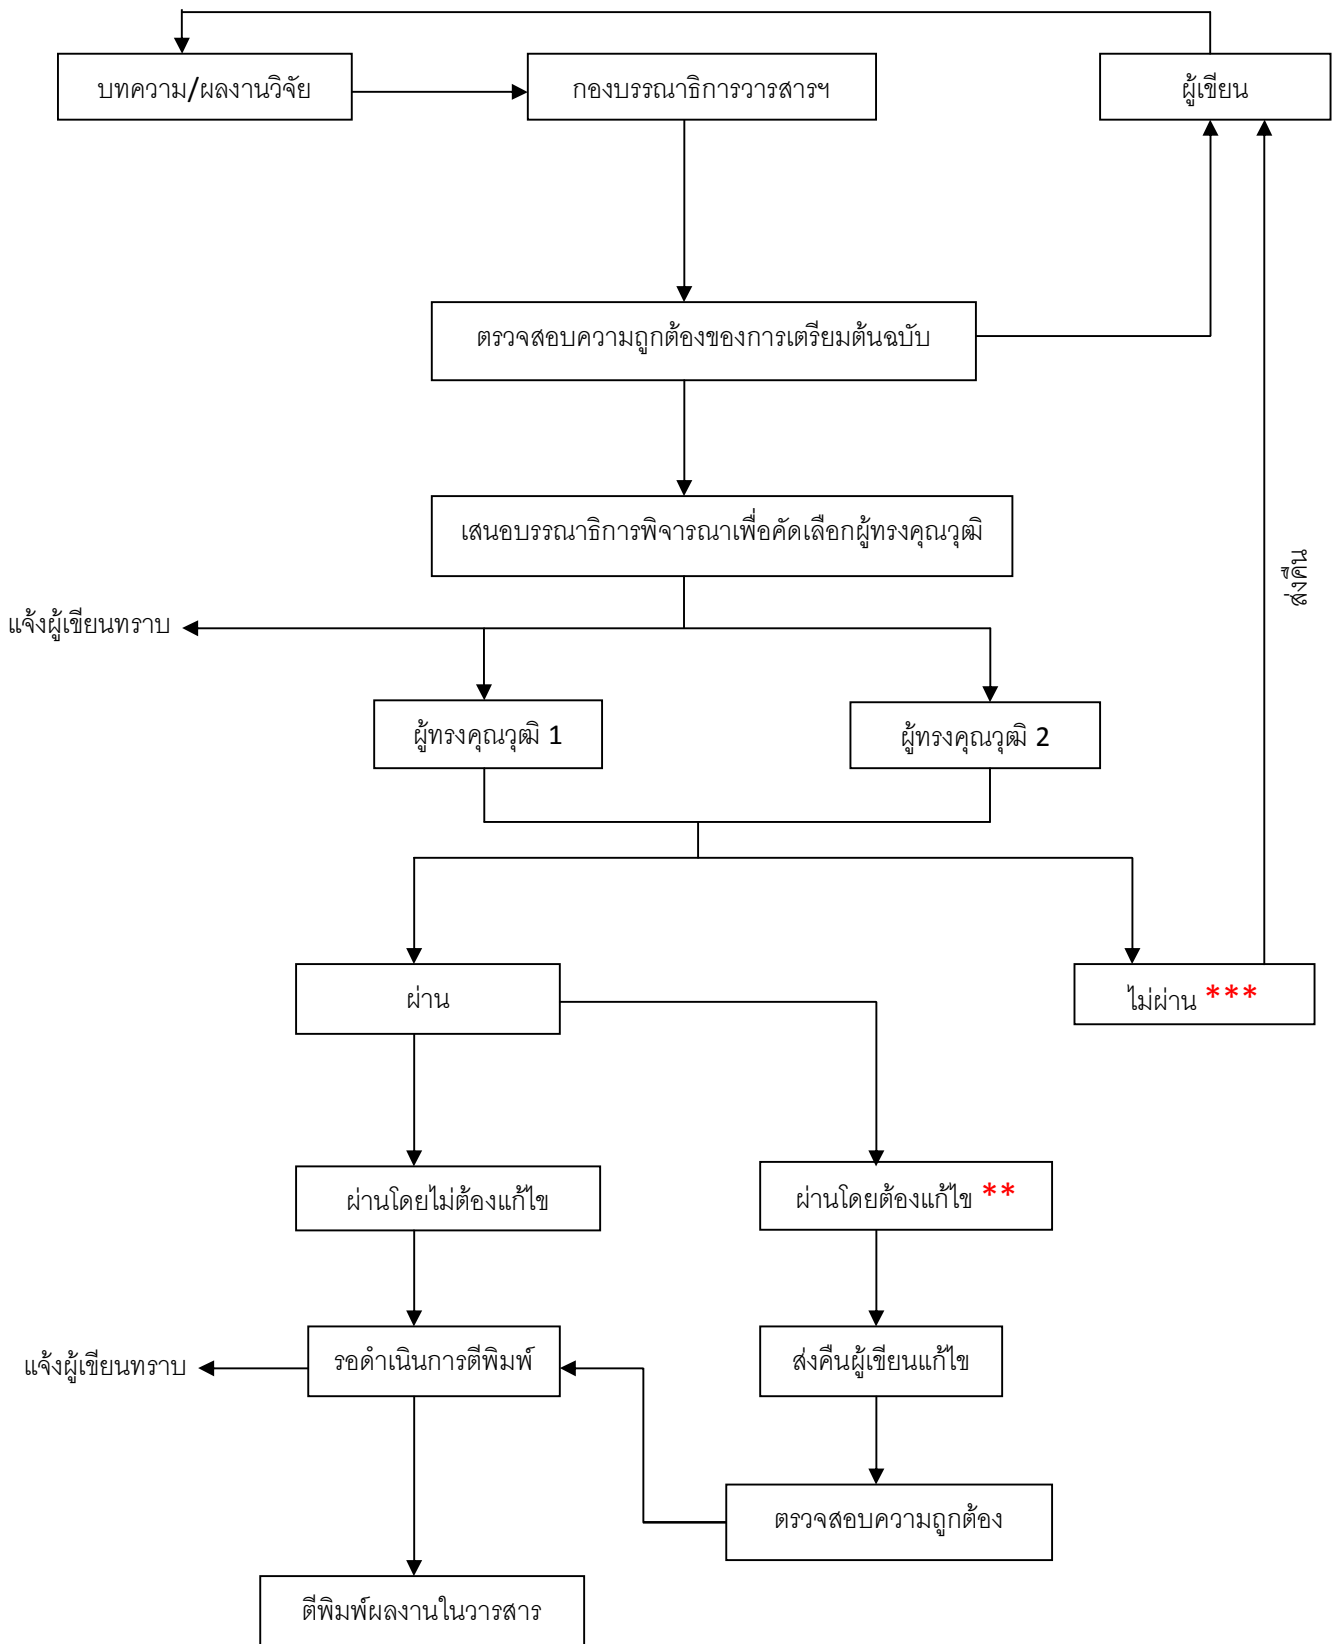 บทความ/ผลงานวิจัย
กองบรรณาธิการวารสารฯ
ผู้เขียน
ตรวจสอบความถูกต้องของการเตรียมต้นฉบับ
เสนอบรรณาธิการพิจารณาเพื่อคัดเลือกผู้ทรงคุณวุฒิ
ส่งคืน
แจ้งผู้เขียนทราบ
ผู้ทรงคุณวุฒิ 1
ผู้ทรงคุณวุฒิ 2
ผ่าน
ไม่ผ่าน ***
ผ่านโดยไม่ต้องแก้ไข
ผ่านโดยต้องแก้ไข **
แจ้งผู้เขียนทราบ
รอดำเนินการตีพิมพ์
ส่งคืนผู้เขียนแก้ไข
ตรวจสอบความถูกต้อง
ตีพิมพ์ผลงานในวารสาร